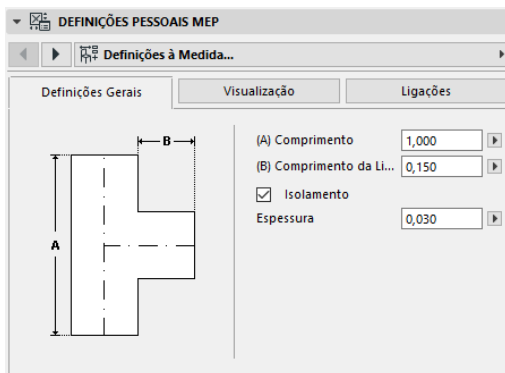 DEFINIÇÕES PESSOAIS MEP
Definições à Medida...
Definições Gerais
Visualização
Ligações
B
A
(A) Comprimento 1,000
(B) Comprimento da Li... 0,150
Isolamento
Espessura 0,030